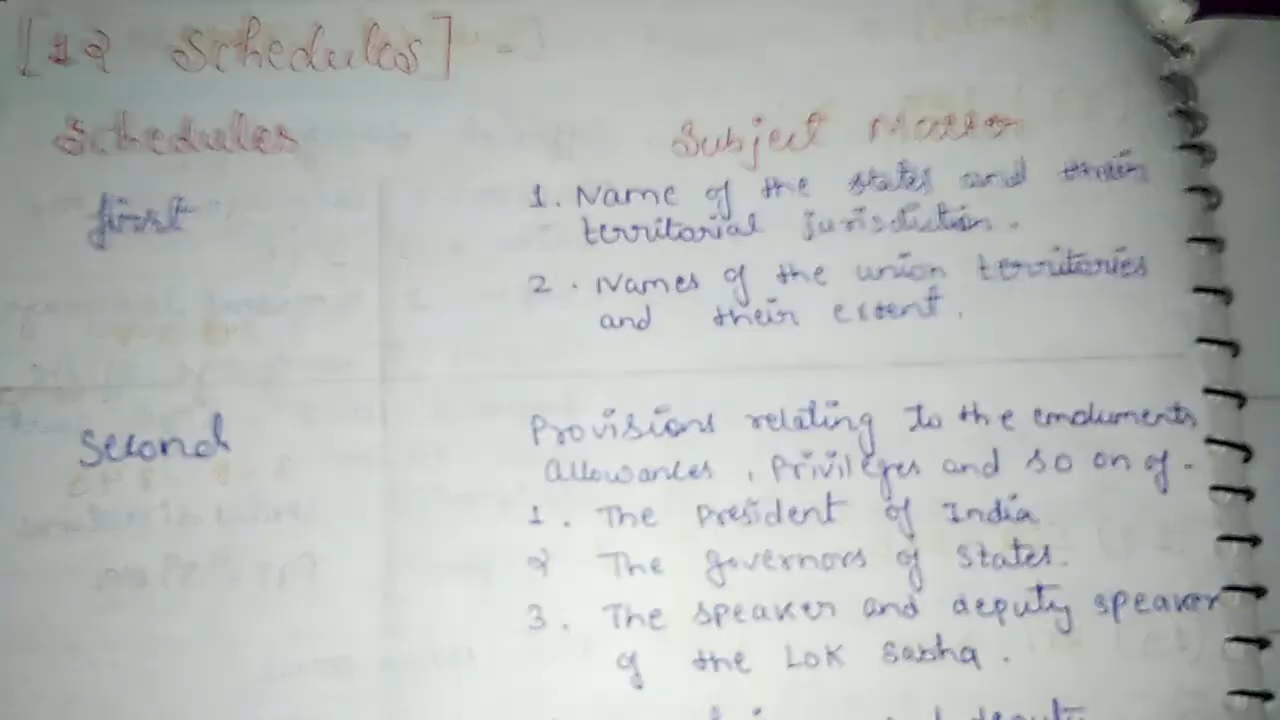 [12 Schedules] -
Schedules
Subject Matter
first
1. Name of the states and their
territorial jurisdiction.
2. Names of the union territories
and their extent.
Second
Provisions relating to the emoluments
allowances, Privileges and so on of -
1. The President of India
2 The governors of states.
3. The speaker and deputy speaker
of the Lok Sabha.
and deputy